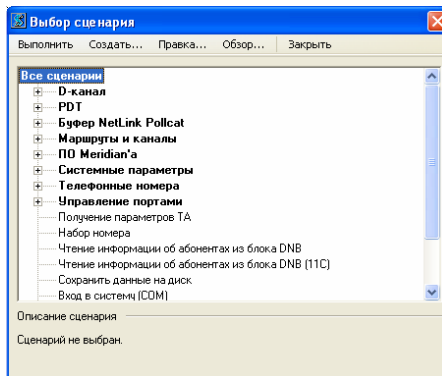 Выбор сценария
Выполнить Создать... Правка... Обзор... Закрыть
Все сценарии
D-канал
PDT
Буфер NetLink Pollcat
Маршруты и каналы
ПО Meridian'a
Системные параметры
Телефонные номера
Управление портами
Получение параметров ТА
Набор номера
Чтение информации об абонентах из блока DNB
Чтение информации об абонентах из блока DNB (11C)
Сохранить данные на диск
Вход в систему (COM)
Описание сценария
Сценарий не выбран.